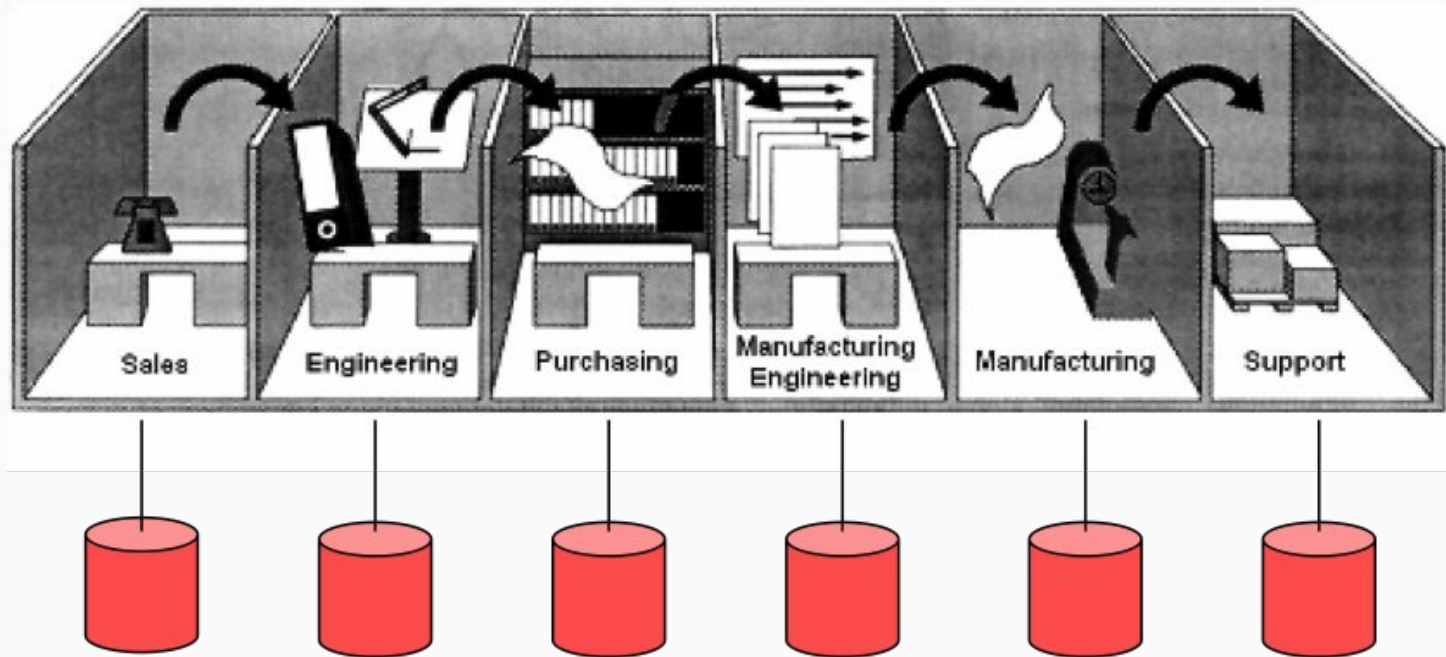 Sales
Engineering
Purchasing
Manufacturing
Engineering
Manufacturing
Support